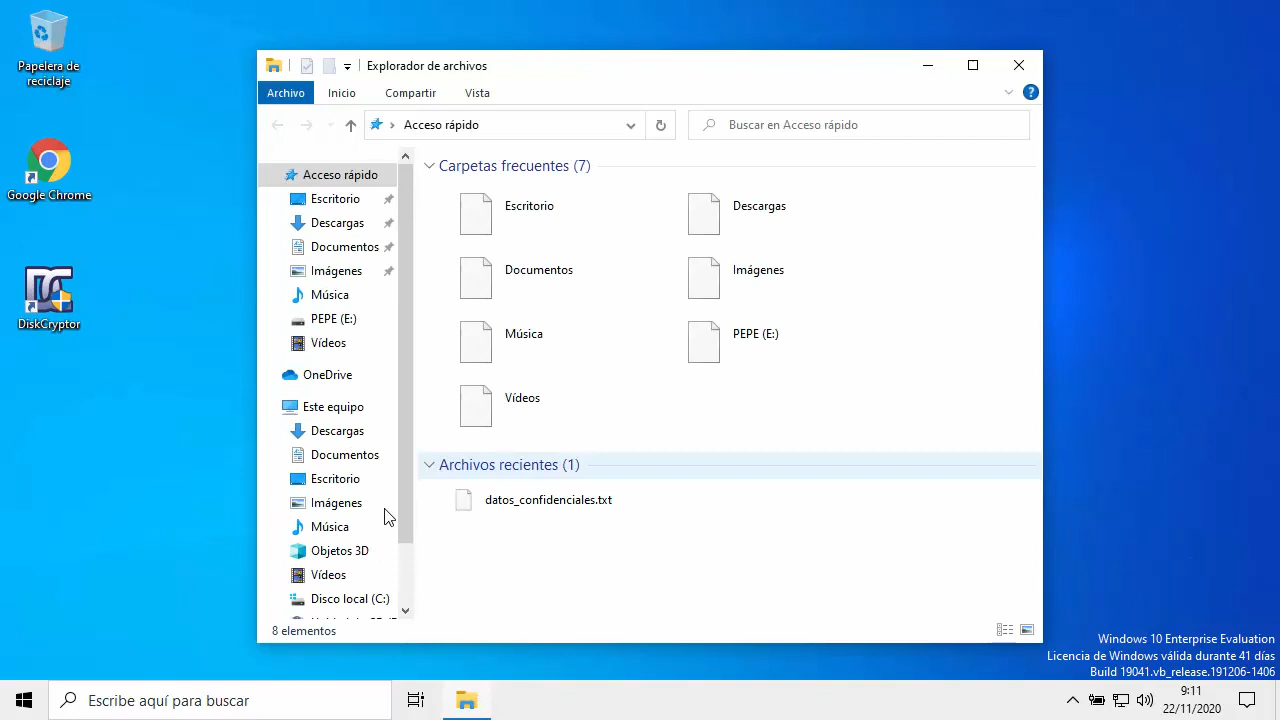 Papelera de
reciclaje
Google Chrome
DiskCryptor
Explorador de archivos
Archivo
Inicio
Compartir
Vista
Acceso rápido
Buscar en Acceso rápido
Acceso rápido
Escritorio
Descargas
Documentos
Imágenes
Música
PEPE (E:)
Vídeos
OneDrive
Este equipo
Descargas
Documentos
Escritorio
Imágenes
Música
Objetos 3D
Vídeos
Disco local (C:)
Carpetas frecuentes (7)
Escritorio
Descargas
Documentos
Imágenes
Música
PEPE (E:)
Vídeos
Archivos recientes (1)
datos_confidenciales.txt
8 elementos
Windows 10 Enterprise Evaluation
Licencia de Windows válida durante 41 días
Build 19041.vb_release.191206-1406
Escribe aquí para buscar
9:11
22/11/2020